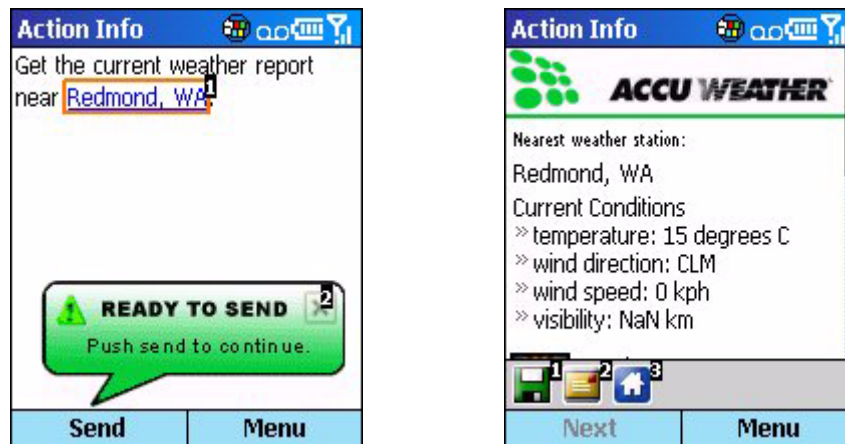 Action Info
Get the current weather report
near Redmond, WA.
1
2
READY TO SEND
Push send to continue.
Send Menu
Action Info
ACCU WEATHER
Nearest weather station:
Redmond, WA
Current Conditions
» temperature: 15 degrees C
» wind direction: CLM
» wind speed: 0 kph
» visibility: NaN km
1 2 3
Next Menu